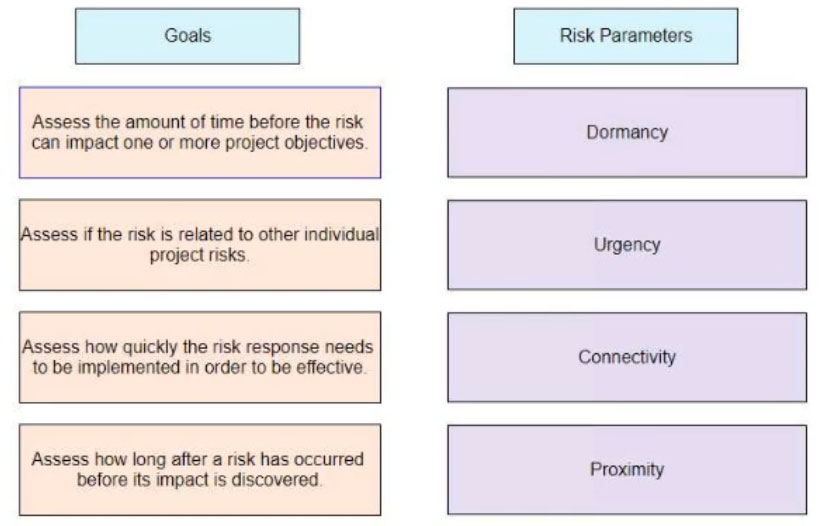 Goals
Risk Parameters
Assess the amount of time before the risk
can impact one or more project objectives.
Dormancy
Assess if the risk is related to other individual
project risks.
Urgency
Assess how quickly the risk response needs
to be implemented in order to be effective.
Connectivity
Assess how long after a risk has occurred
before its impact is discovered.
Proximity